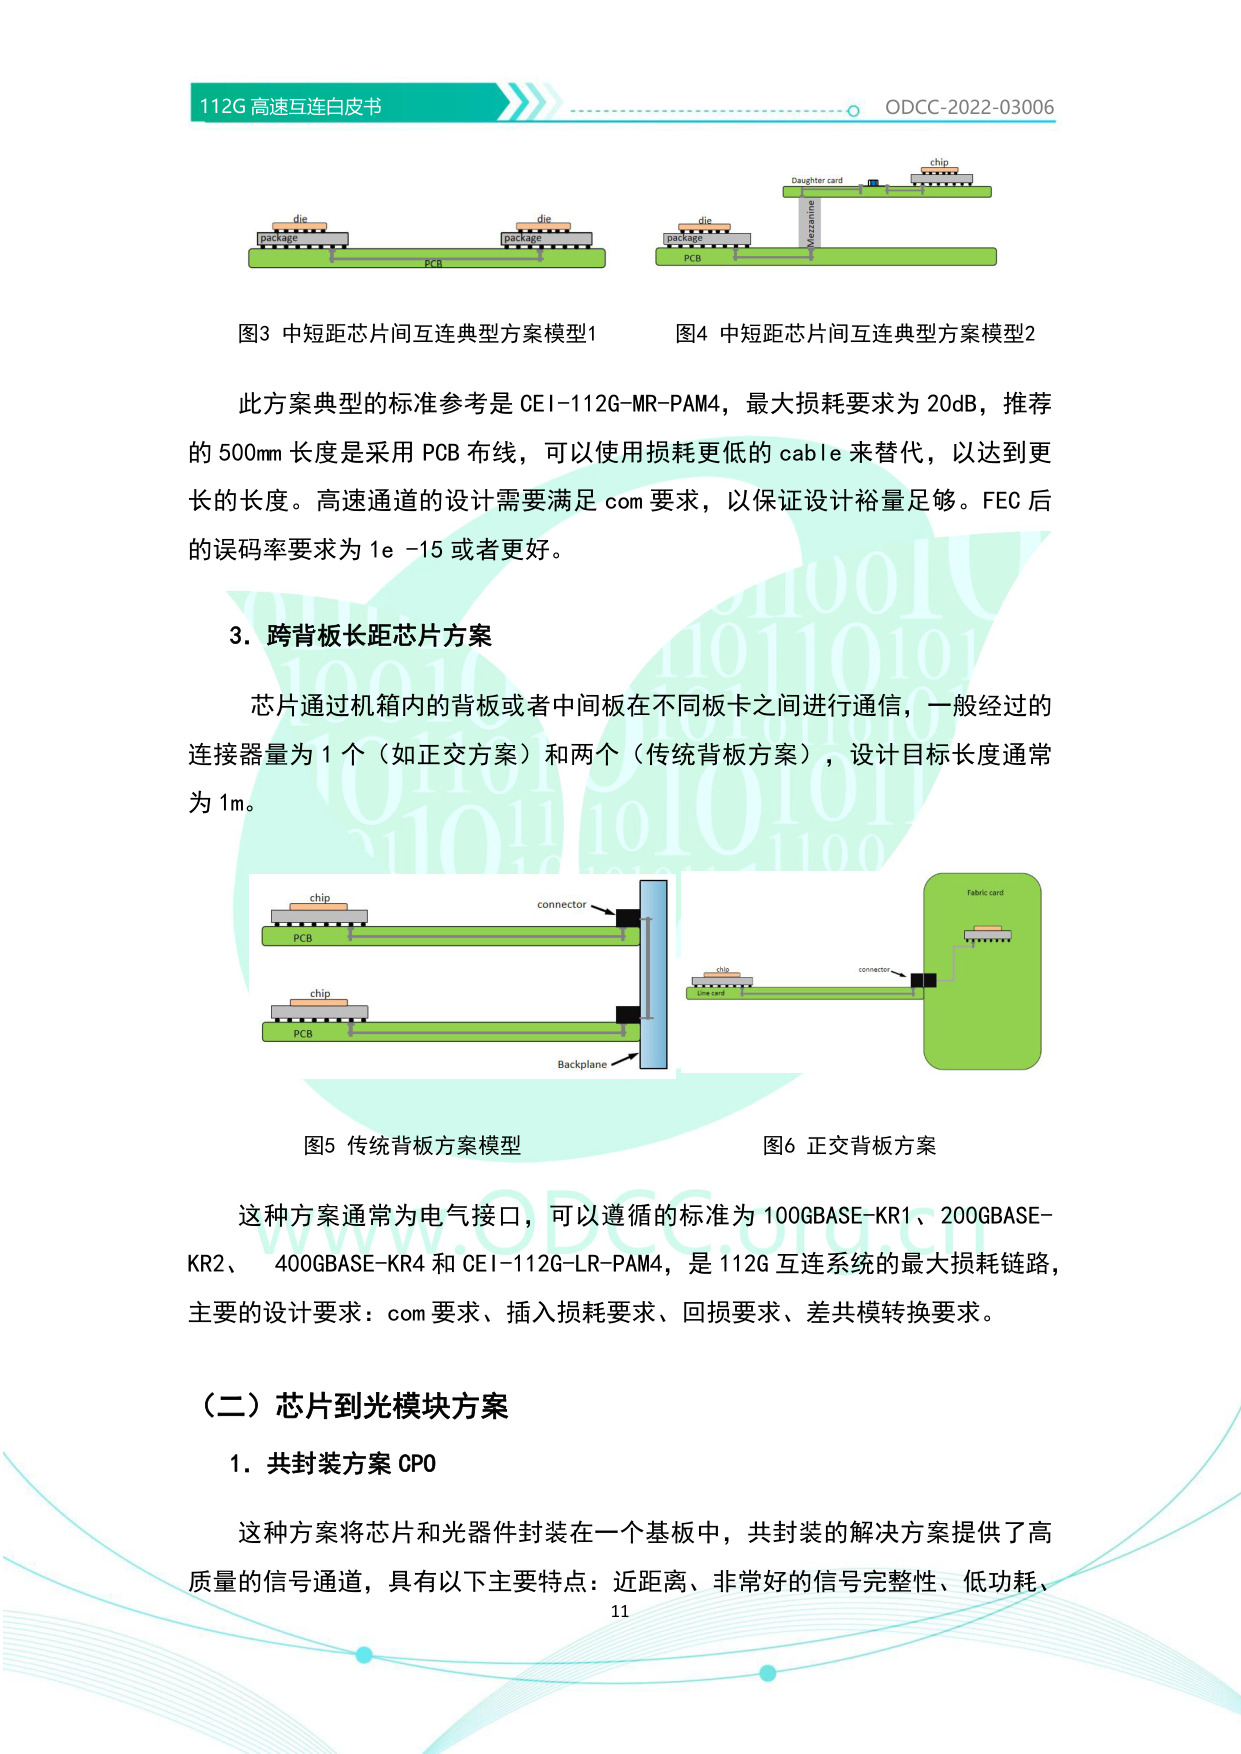 112G 高速互连白皮书
ODCC-2022-03006
die
package
die
package
PCB
chip
Daughter card
Mezzanine
die
package
PCB
图3 中短距芯片间互连典型方案模型1
图4 中短距芯片间互连典型方案模型2
此方案典型的标准参考是 CEI-112G-MR-PAM4，最大损耗要求为 20dB，推荐
的 500mm 长度是采用 PCB 布线，可以使用损耗更低的 cable 来替代，以达到更
长的长度。高速通道的设计需要满足 com 要求，以保证设计裕量足够。FEC 后
的误码率要求为 1e -15 或者更好。
3. 跨背板长距芯片方案
芯片通过机箱内的背板或者中间板在不同板卡之间进行通信，一般经过的
连接器量为 1 个（如正交方案）和两个（传统背板方案），设计目标长度通常
为 1m。
chip
PCB
connector
chip
PCB
Backplane
Fabric card
chip
Line card
connector
图5 传统背板方案模型
图6 正交背板方案
这种方案通常为电气接口，可以遵循的标准为 100GBASE-KR1、200GBASE-
KR2、 400GBASE-KR4 和 CEI-112G-LR-PAM4，是 112G 互连系统的最大损耗链路，
主要的设计要求：com 要求、插入损耗要求、回损要求、差共模转换要求。
www.ODCC.org.cn
（二）芯片到光模块方案
1. 共封装方案 CPO
这种方案将芯片和光器件封装在一个基板中，共封装的解决方案提供了高
质量的信号通道，具有以下主要特点：近距离、非常好的信号完整性、低功耗、
11